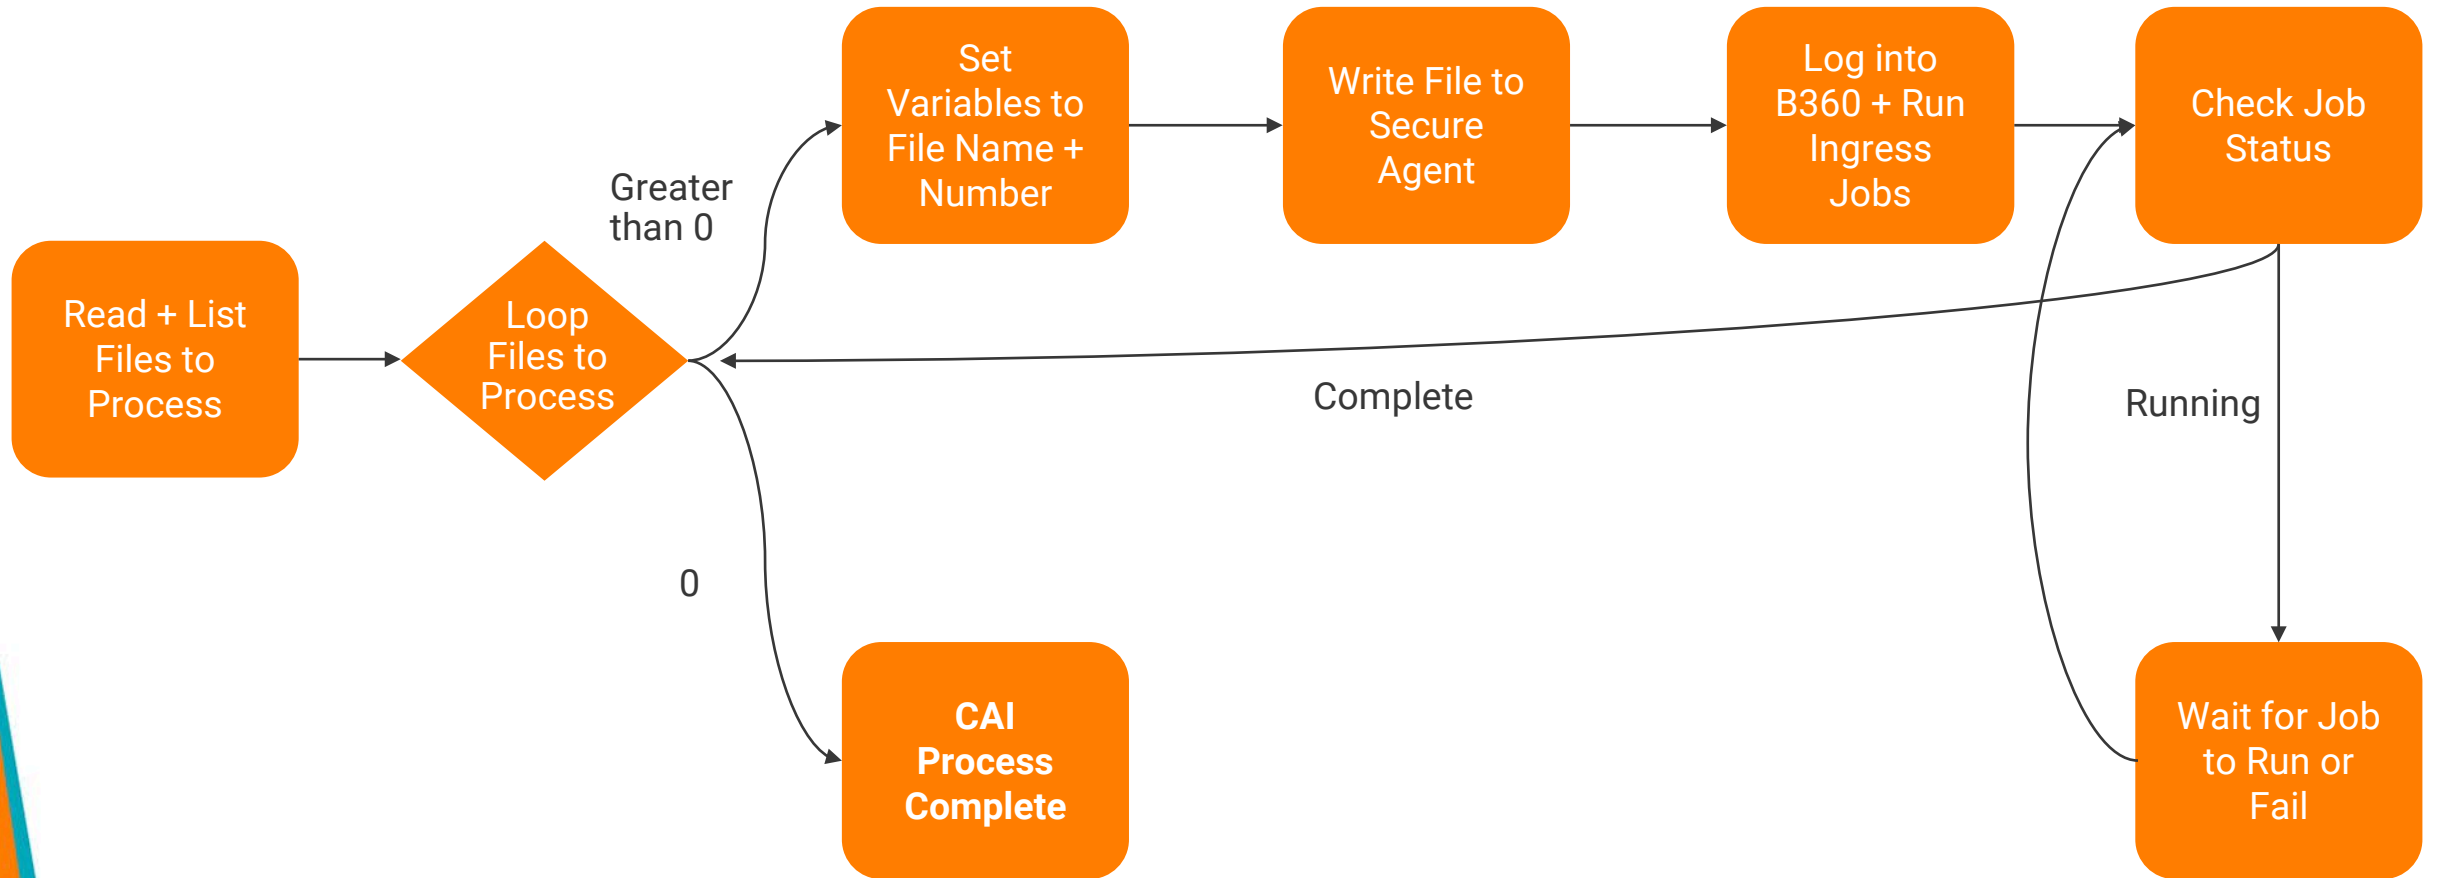 Set
Variables to
File Name +
Number
Write File to
Secure
Agent
Log into
B360 + Run
Ingress
Jobs
Check Job
Status
Greater
than 0
Read + List
Files to
Process
Loop
Files to
Process
Complete
Running
0
CAI
Process
Complete
Wait for Job
to Run or
Fail